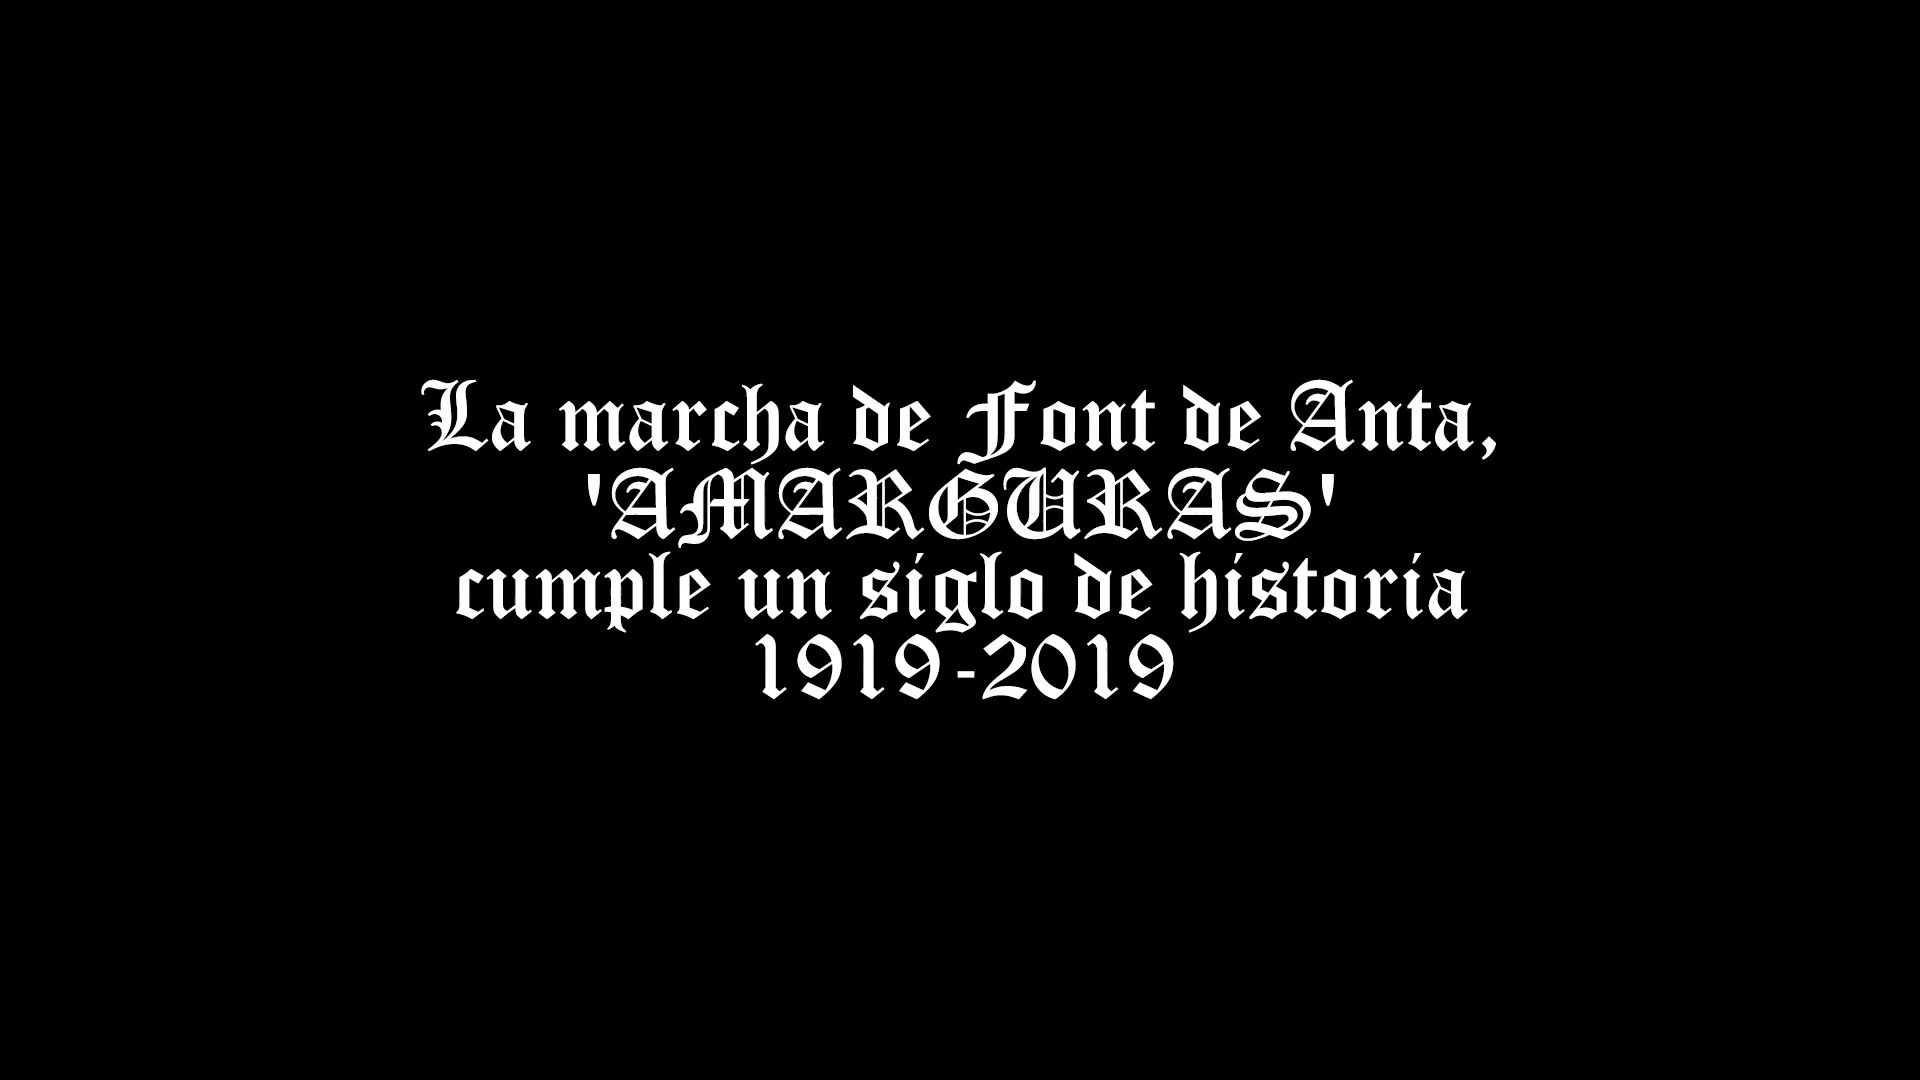 La marcha de Font de Anta,
'AMARGURAS'
cumple un siglo de historia
1919-2019